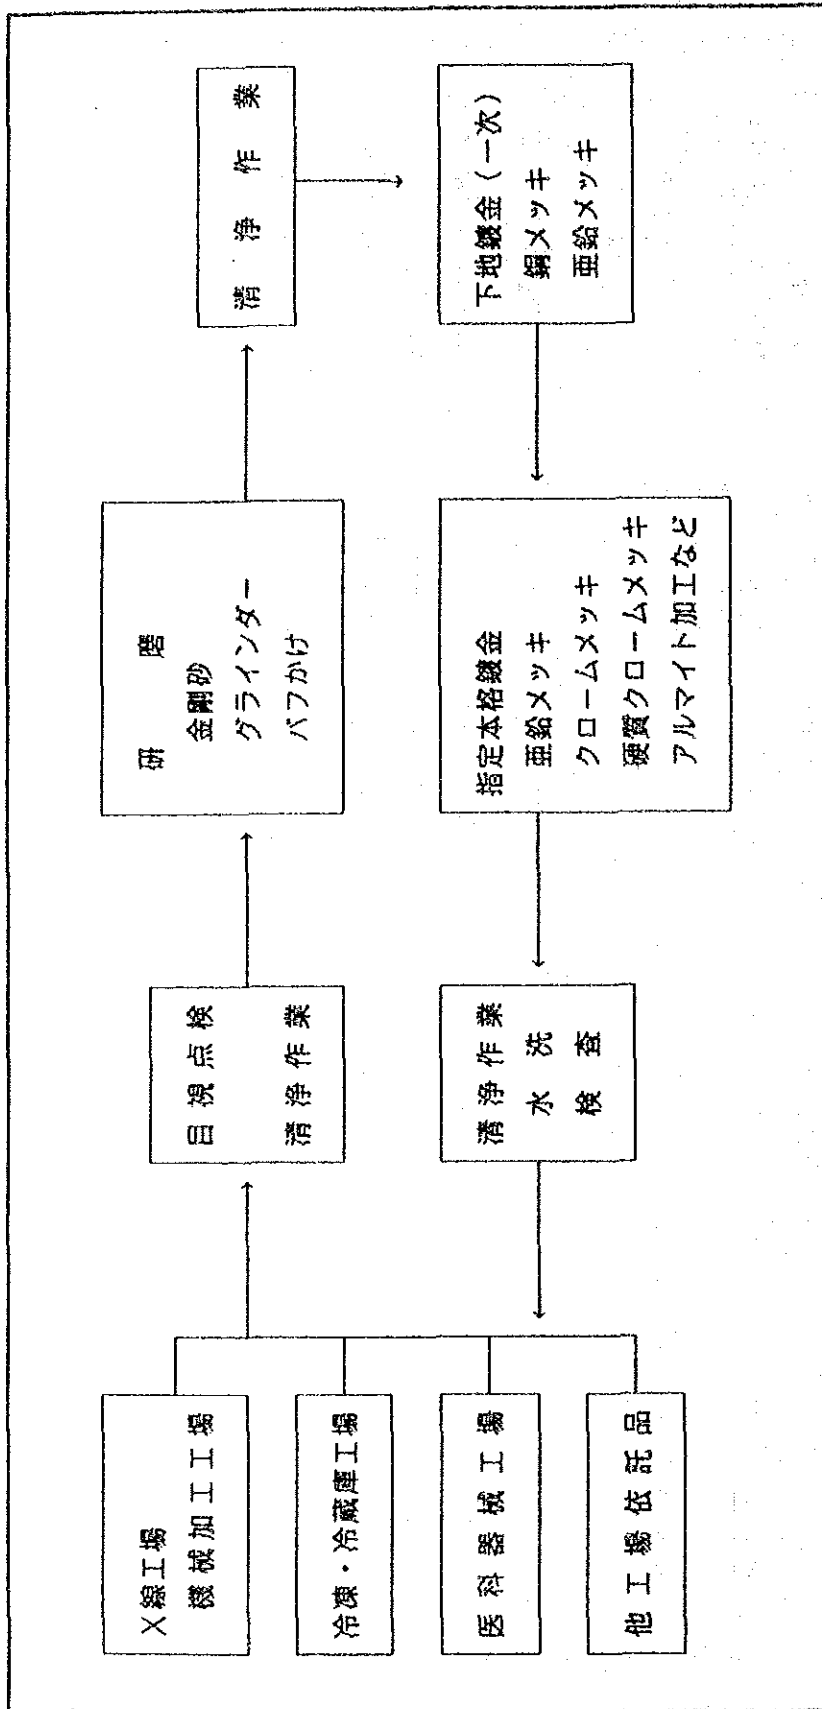 X線工場
機械加工工場
冷凍・冷蔵庫工場
医科器械工場
他工場依託品
目視点検
清浄作業
研磨
金剛砂
グラインダー
バフかけ
清浄作業
下地鍍金(一次)
銅メッキ
亜鉛メッキ
指定本格鍍金
亜鉛メッキ
クロームメッキ
硬質クロームメッキ
アルマイト加工など
清浄作業
水洗
検査